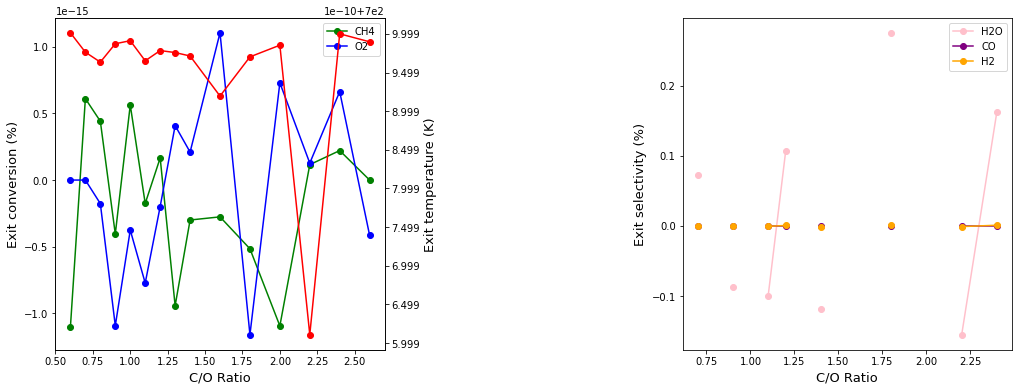 1e−15
1e−10+7e2
CH4
O2
1.0
0.5
0.0
−0.5
−1.0
Exit conversion (%)
9.999
9.499
8.999
8.499
7.999
7.499
6.999
6.499
5.999
Exit temperature (K)
0.50 0.75 1.00 1.25 1.50 1.75 2.00 2.25 2.50
C/O Ratio
H2O
CO
H2
0.2
0.1
0.0
−0.1
Exit selectivity (%)
0.75 1.00 1.25 1.50 1.75 2.00 2.25
C/O Ratio